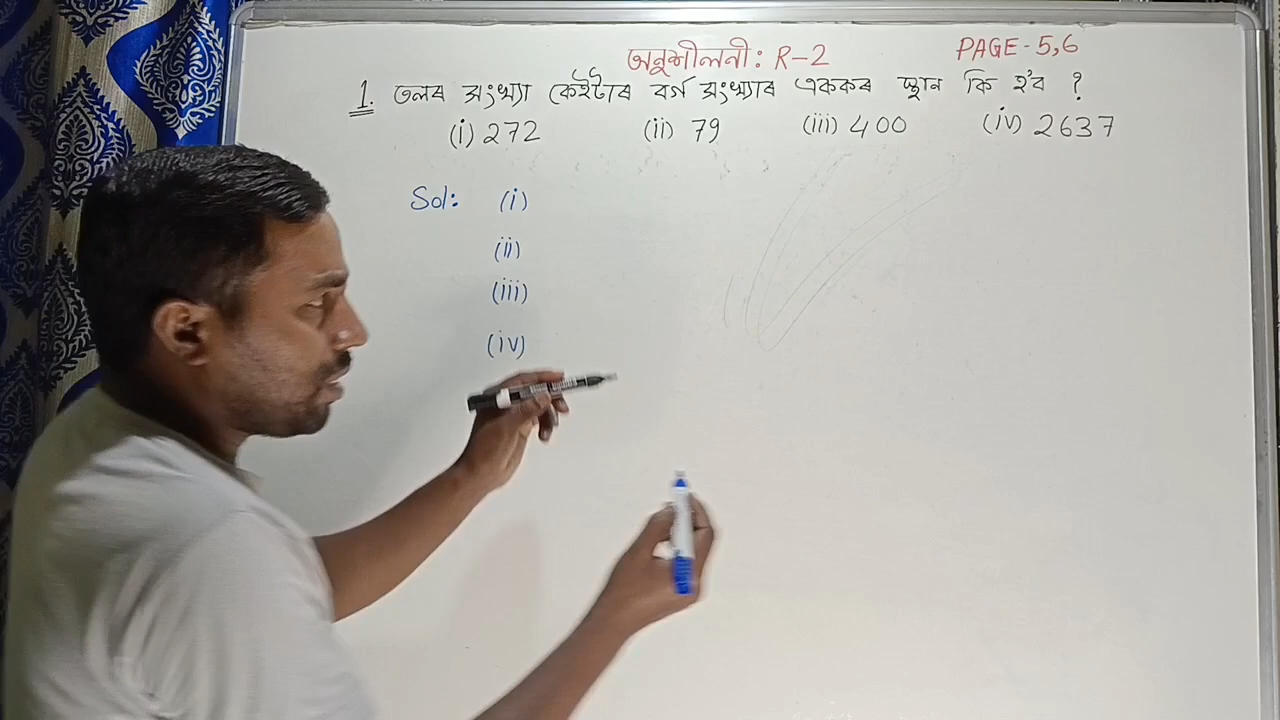 অনুশীলনী: R-2 PAGE-5,6
1. তলৰ সংখ্যা কেইটাৰ বৰ্গ সংখ্যাৰ এককৰ স্থান কি হ'ব ?
(i) 272 (ii) 79 (iii) 400 (iv) 2637
Sol: (i)
(ii)
(iii)
(iv)